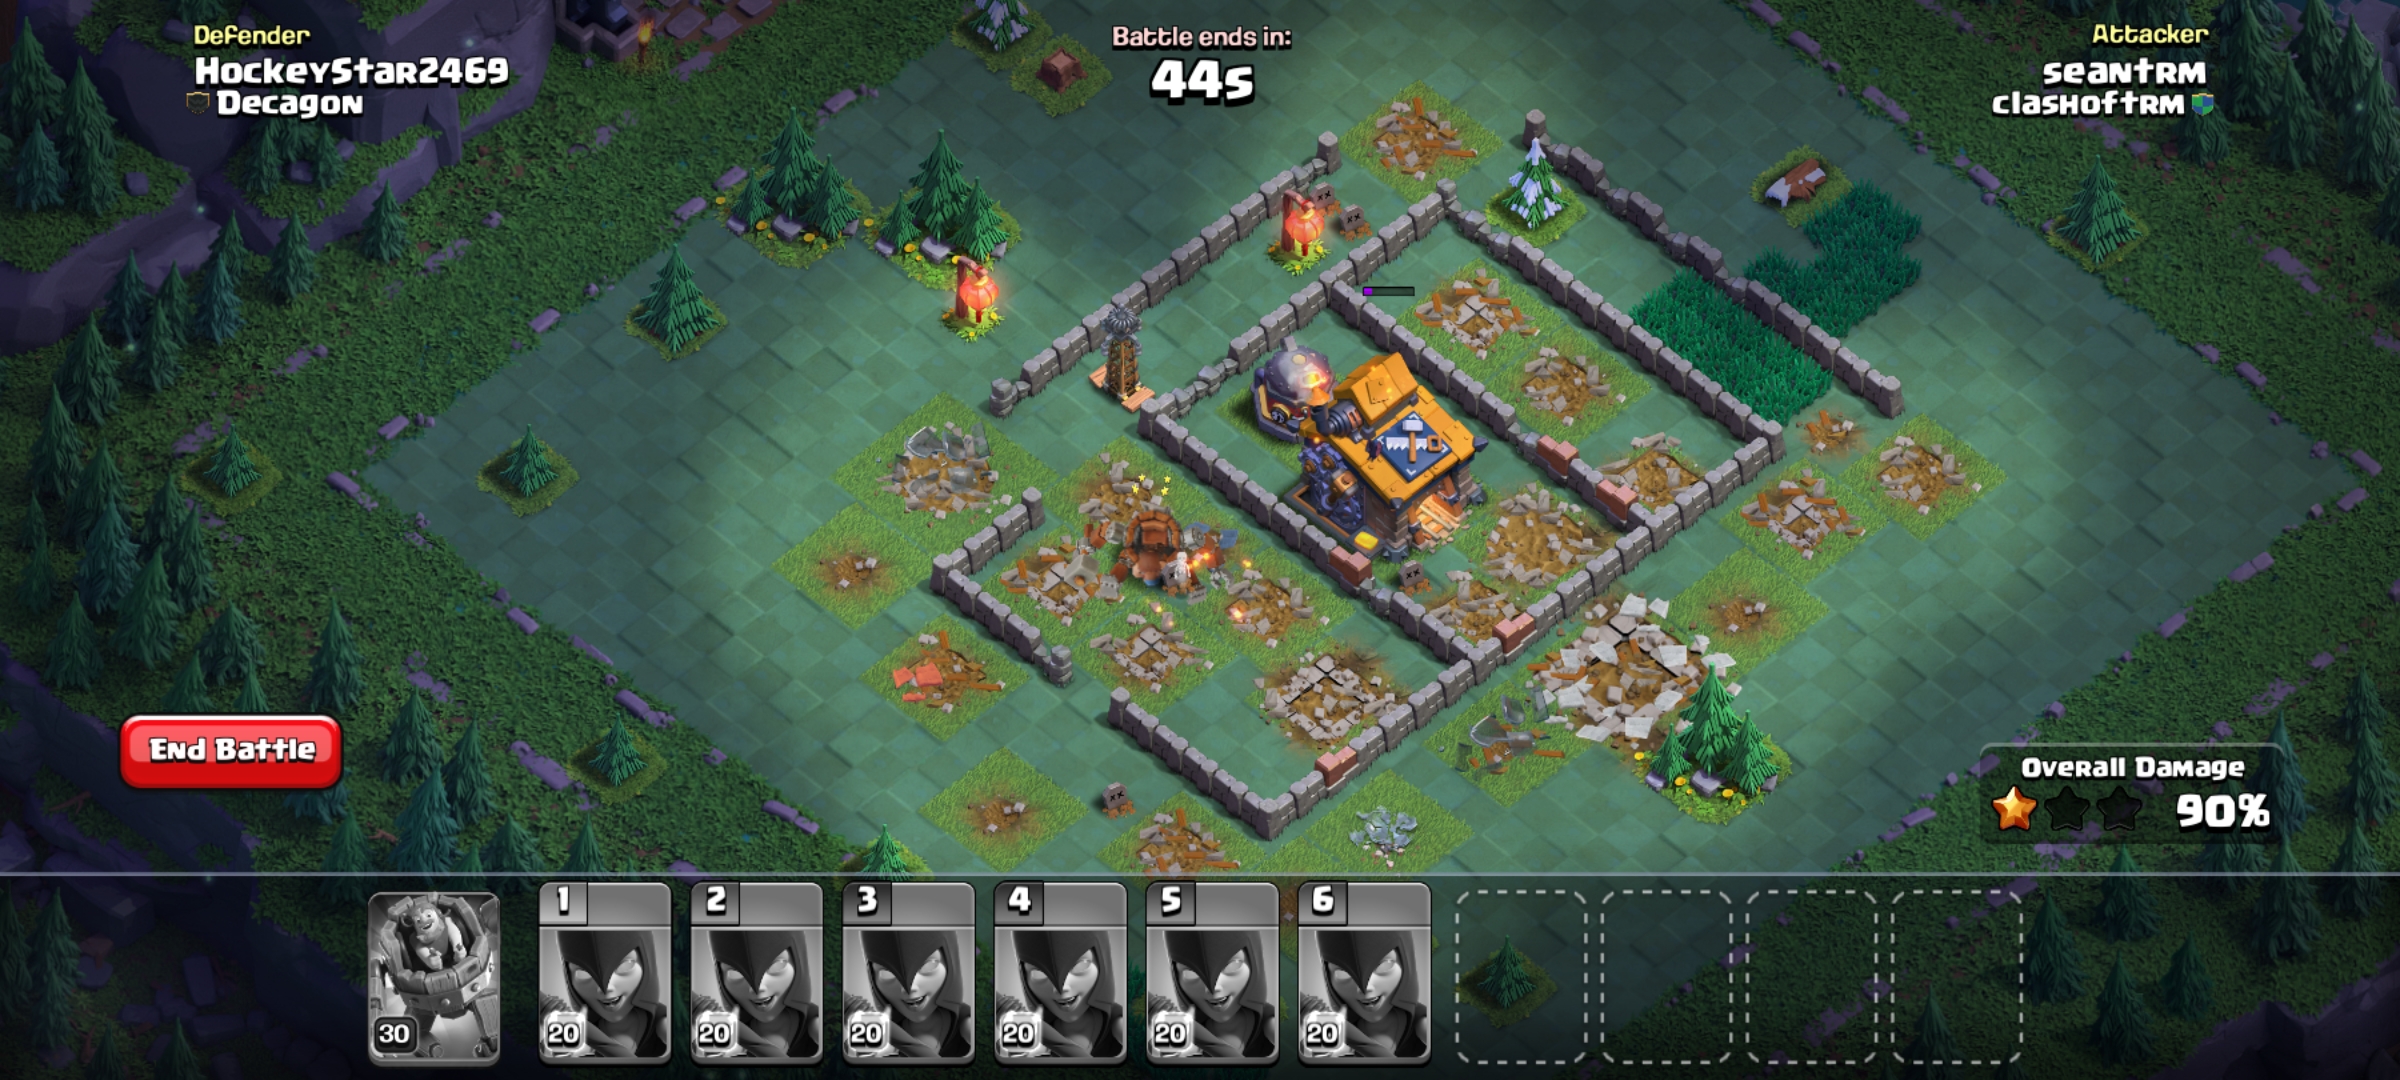 Defender
HockeyStar2469
Decagon
Battle ends in:
44s
Attacker
seantRM
clashoftRM
End Battle
Overall Damage
90%
30
1
20
2
20
3
20
4
20
5
20
6
20